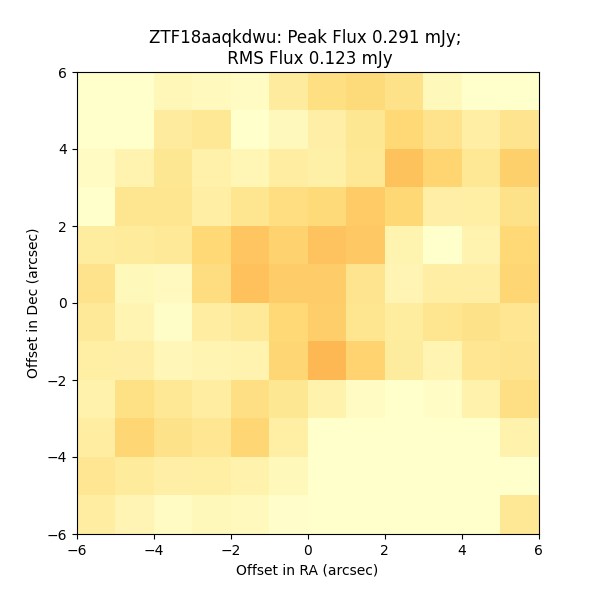 ZTF18aaqkdwu: Peak Flux 0.291 mJy;
RMS Flux 0.123 mJy
6
4
2
0
−2
−4
−6
Offset in Dec (arcsec)
−6 −4 −2 0 2 4 6
Offset in RA (arcsec)